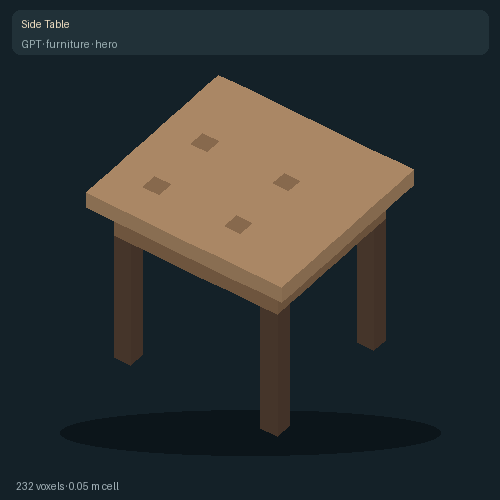 Side Table
GPT · furniture · hero
232 voxels · 0.05 m cell